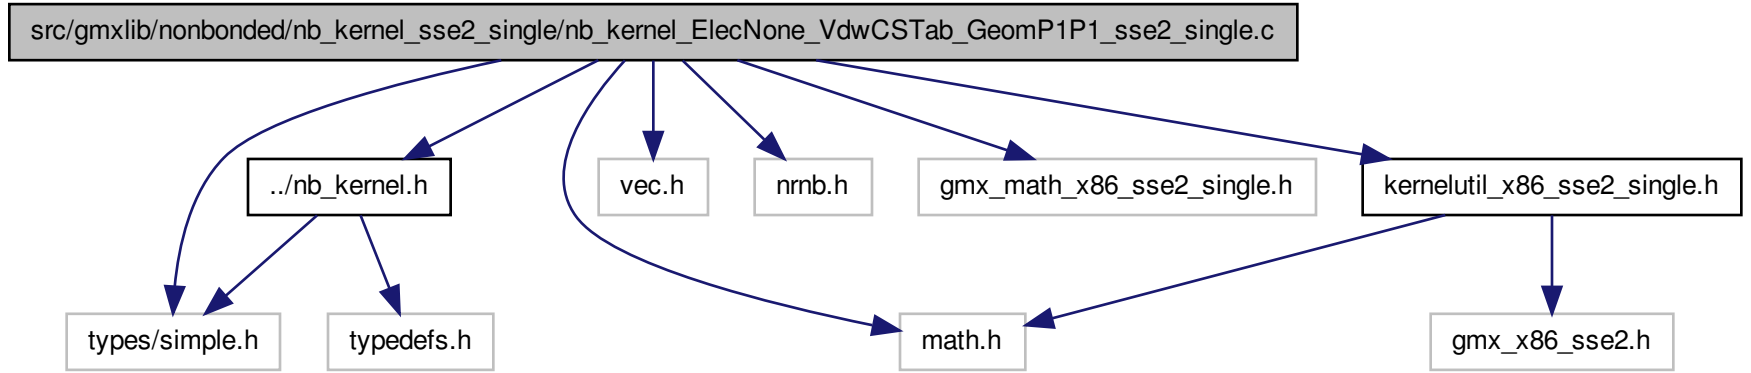 src/gmxlib/nonbonded/nb_kernel_sse2_single/nb_kernel_ElecNone_VdwCSTab_GeomP1P1_sse2_single.c
../nb_kernel.h
vec.h
nrnb.h
gmx_math_x86_sse2_single.h
kernelutil_x86_sse2_single.h
types/simple.h
typedefs.h
math.h
gmx_x86_sse2.h